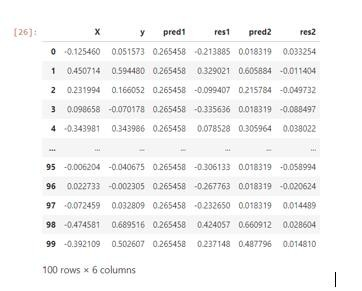 [26]:
X y pred1 res1 pred2 res2
0 -0.125460 0.051573 0.265458 -0.213885 0.018319 0.033254
1 0.450714 0.594480 0.265458 0.329021 0.605884 -0.011404
2 0.231994 0.166052 0.265458 -0.099407 0.215784 -0.049732
3 0.098658 -0.070178 0.265458 -0.335636 0.018319 -0.088497
4 -0.343981 0.343986 0.265458 0.078528 0.305964 0.038022
... ... ... ... ... ... ...
95 -0.006204 -0.040675 0.265458 -0.306133 0.018319 -0.058994
96 0.022733 -0.002305 0.265458 -0.267763 0.018319 -0.020624
97 -0.072459 0.032809 0.265458 -0.232650 0.018319 0.014489
98 -0.474581 0.689516 0.265458 0.424057 0.660912 0.028604
99 -0.392109 0.502607 0.265458 0.237148 0.487796 0.014810
100 rows × 6 columns